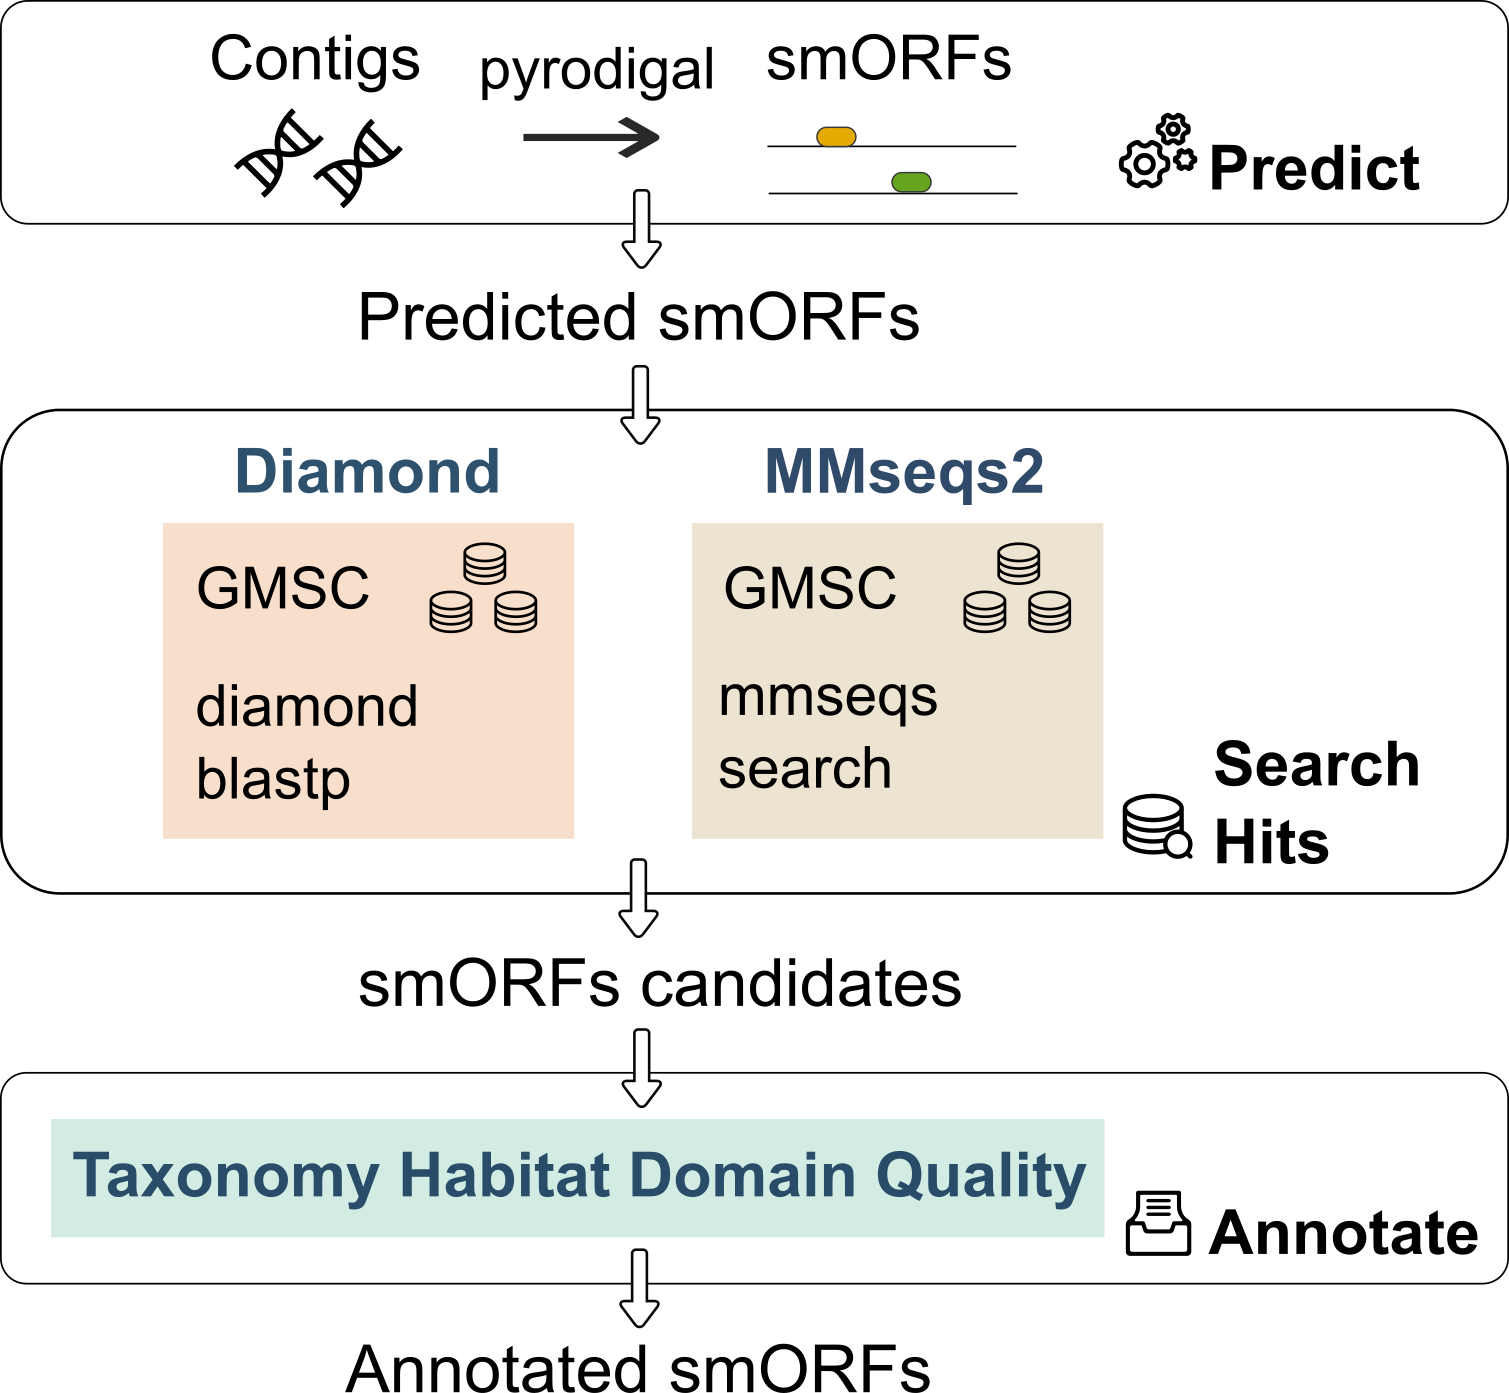 Contigs pyrodigal smORFs
Predict
Predicted smORFs
Diamond
MMseqs2
GMSC
diamond
blastp
GMSC
mmseqs
search
Search
Hits
smORFs candidates
Taxonomy Habitat Domain Quality
Annotate
Annotated smORFs